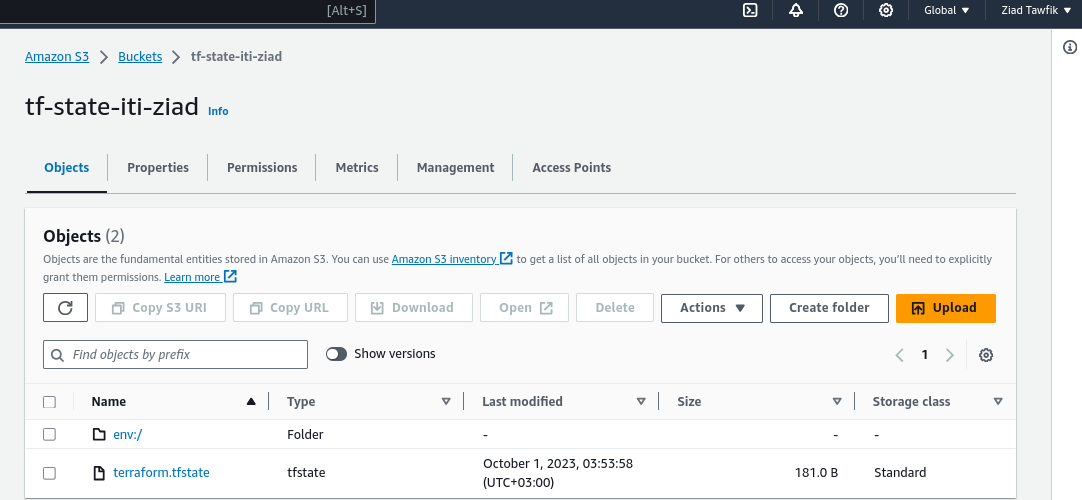 [Alt+S]
Global
Ziad Tawfik
Amazon S3
Buckets
tf-state-iti-ziad
tf-state-iti-ziad Info
Objects
Properties
Permissions
Metrics
Management
Access Points
Objects (2)
Objects are the fundamental entities stored in Amazon S3. You can use Amazon S3 inventory to get a list of all objects in your bucket. For others to access your objects, you'll need to explicitly
grant them permissions. Learn more
Copy S3 URI
Copy URL
Download
Open
Delete
Actions
Create folder
Upload
Find objects by prefix
Show versions
1
Name
Type
Last modified
Size
Storage class
env:/
Folder
-
-
-
terraform.tfstate
tfstate
October 1, 2023, 03:53:58
(UTC+03:00)
181.0 B
Standard